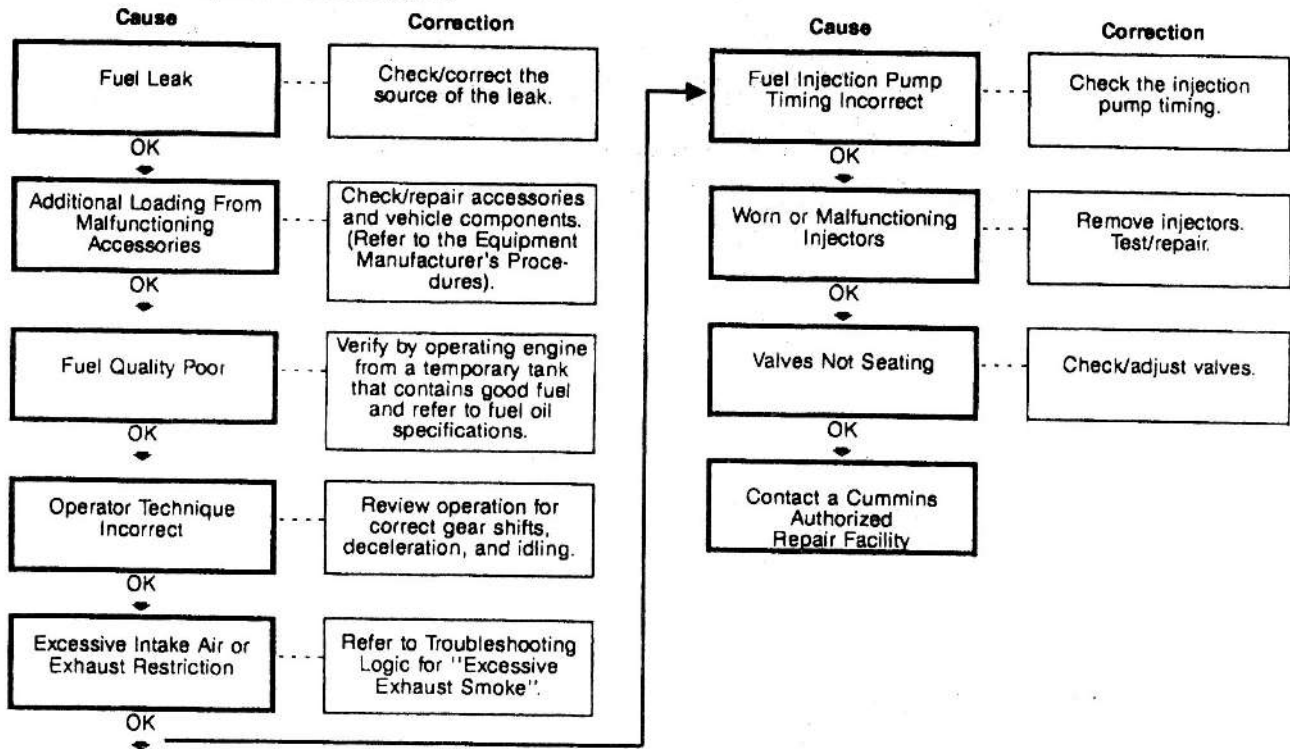 Cause
Correction
Fuel Leak
Check/correct the
source of the leak.
OK
Additional Loading From
Malfunctioning
Accessories
Check/repair accessories
and vehicle components.
(Refer to the Equipment
Manufacturer's Proce-
dures).
OK
Fuel Quality Poor
Verify by operating engine
from a temporary tank
that contains good fuel
and refer to fuel oil
specifications.
OK
Operator Technique
Incorrect
Review operation for
correct gear shifts,
deceleration, and idling.
OK
Excessive Intake Air or
Exhaust Restriction
Refer to Troubleshooting
Logic for "Excessive
Exhaust Smoke".
OK
Cause
Correction
Fuel Injection Pump
Timing Incorrect
Check the injection
pump timing.
OK
Worn or Malfunctioning
Injectors
Remove injectors.
Test/repair.
OK
Valves Not Seating
Check/adjust valves.
OK
Contact a Cummins
Authorized
Repair Facility